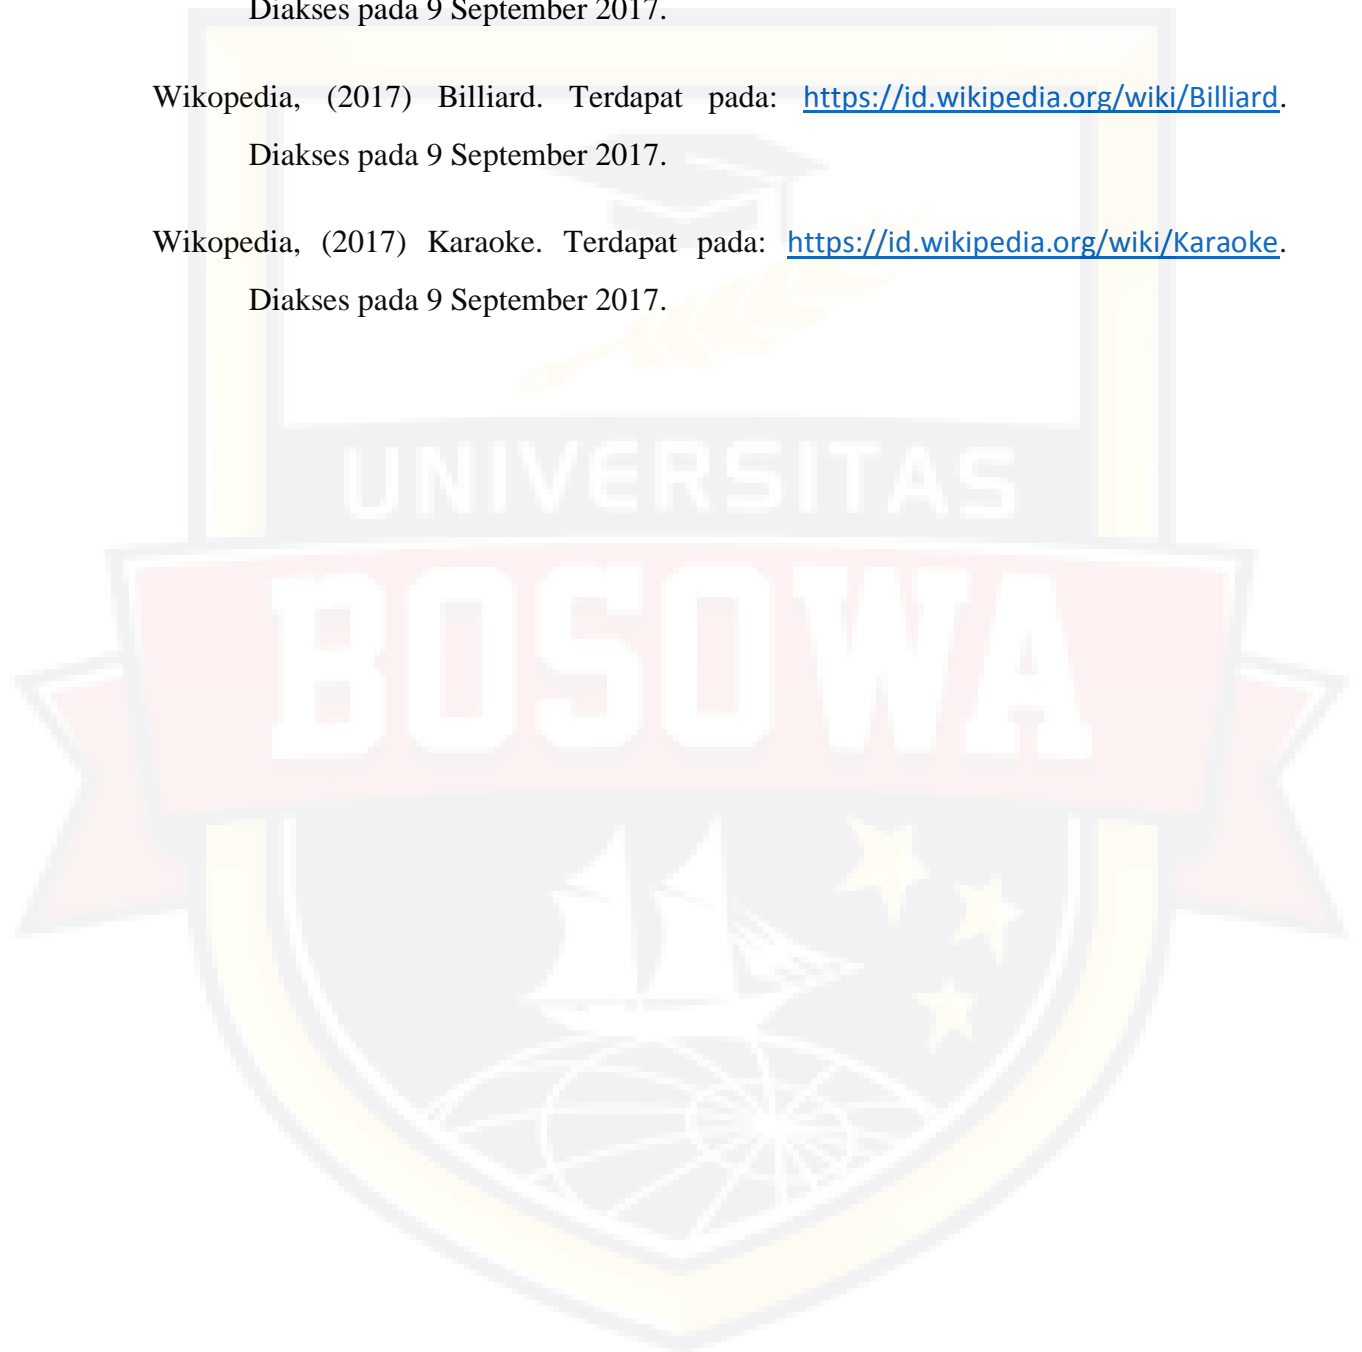 Diakses pada 9 September 2017.
Wikopedia, (2017) Billiard. Terdapat pada: https://id.wikipedia.org/wiki/Billiard.
Diakses pada 9 September 2017.
Wikopedia, (2017) Karaoke. Terdapat pada: https://id.wikipedia.org/wiki/Karaoke.
Diakses pada 9 September 2017.
UNIVERSITAS
BOSOWA